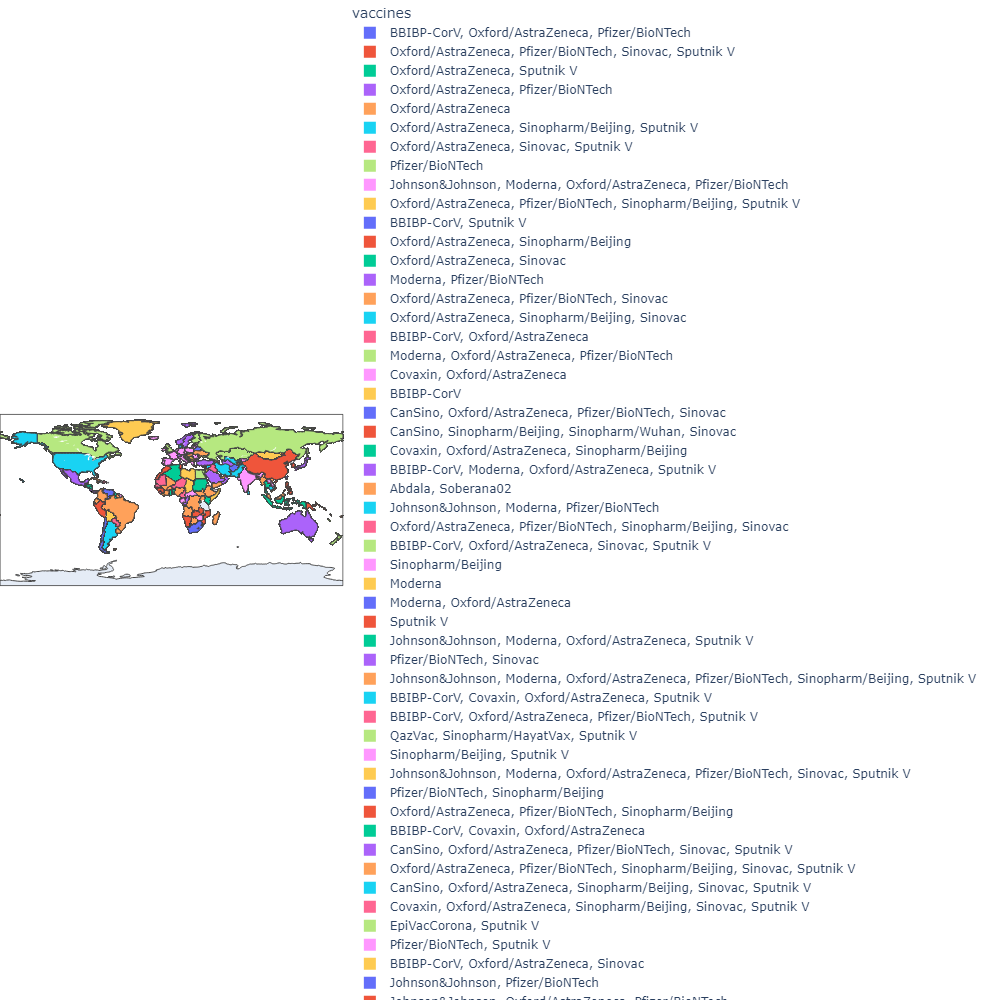 vaccines
BBIBP-CorV, Oxford/AstraZeneca, Pfizer/BioNTech
Oxford/AstraZeneca, Pfizer/BioNTech, Sinovac, Sputnik V
Oxford/AstraZeneca, Sputnik V
Oxford/AstraZeneca, Pfizer/BioNTech
Oxford/AstraZeneca
Oxford/AstraZeneca, Sinopharm/Beijing, Sputnik V
Oxford/AstraZeneca, Sinovac, Sputnik V
Pfizer/BioNTech
Johnson&Johnson, Moderna, Oxford/AstraZeneca, Pfizer/BioNTech
Oxford/AstraZeneca, Pfizer/BioNTech, Sinopharm/Beijing, Sputnik V
BBIBP-CorV, Sputnik V
Oxford/AstraZeneca, Sinopharm/Beijing
Oxford/AstraZeneca, Sinovac
Moderna, Pfizer/BioNTech
Oxford/AstraZeneca, Pfizer/BioNTech, Sinovac
Oxford/AstraZeneca, Sinopharm/Beijing, Sinovac
BBIBP-CorV, Oxford/AstraZeneca
Moderna, Oxford/AstraZeneca, Pfizer/BioNTech
Covaxin, Oxford/AstraZeneca
BBIBP-CorV
CanSino, Oxford/AstraZeneca, Pfizer/BioNTech, Sinovac
CanSino, Sinopharm/Beijing, Sinopharm/Wuhan, Sinovac
Covaxin, Oxford/AstraZeneca, Sinopharm/Beijing
BBIBP-CorV, Moderna, Oxford/AstraZeneca, Sputnik V
Abdala, Soberana02
Johnson&Johnson, Moderna, Pfizer/BioNTech
Oxford/AstraZeneca, Pfizer/BioNTech, Sinopharm/Beijing, Sinovac
BBIBP-CorV, Oxford/AstraZeneca, Sinovac, Sputnik V
Sinopharm/Beijing
Moderna
Moderna, Oxford/AstraZeneca
Sputnik V
Johnson&Johnson, Moderna, Oxford/AstraZeneca, Sputnik V
Pfizer/BioNTech, Sinovac
Johnson&Johnson, Moderna, Oxford/AstraZeneca, Pfizer/BioNTech, Sinopharm/Beijing, Sputnik V
BBIBP-CorV, Covaxin, Oxford/AstraZeneca, Sputnik V
BBIBP-CorV, Oxford/AstraZeneca, Pfizer/BioNTech, Sputnik V
QazVac, Sinopharm/HayatVax, Sputnik V
Sinopharm/Beijing, Sputnik V
Johnson&Johnson, Moderna, Oxford/AstraZeneca, Pfizer/BioNTech, Sinovac, Sputnik V
Pfizer/BioNTech, Sinopharm/Beijing
Oxford/AstraZeneca, Pfizer/BioNTech, Sinopharm/Beijing
BBIBP-CorV, Covaxin, Oxford/AstraZeneca
CanSino, Oxford/AstraZeneca, Pfizer/BioNTech, Sinovac, Sputnik V
Oxford/AstraZeneca, Pfizer/BioNTech, Sinopharm/Beijing, Sinovac, Sputnik V
CanSino, Oxford/AstraZeneca, Sinopharm/Beijing, Sinovac, Sputnik V
Covaxin, Oxford/AstraZeneca, Sinopharm/Beijing, Sinovac, Sputnik V
EpiVacCorona, Sputnik V
Pfizer/BioNTech, Sputnik V
BBIBP-CorV, Oxford/AstraZeneca, Sinovac
Johnson&Johnson, Pfizer/BioNTech
Johnson&Johnson, Oxford/AstraZeneca, Pfizer/BioNTech